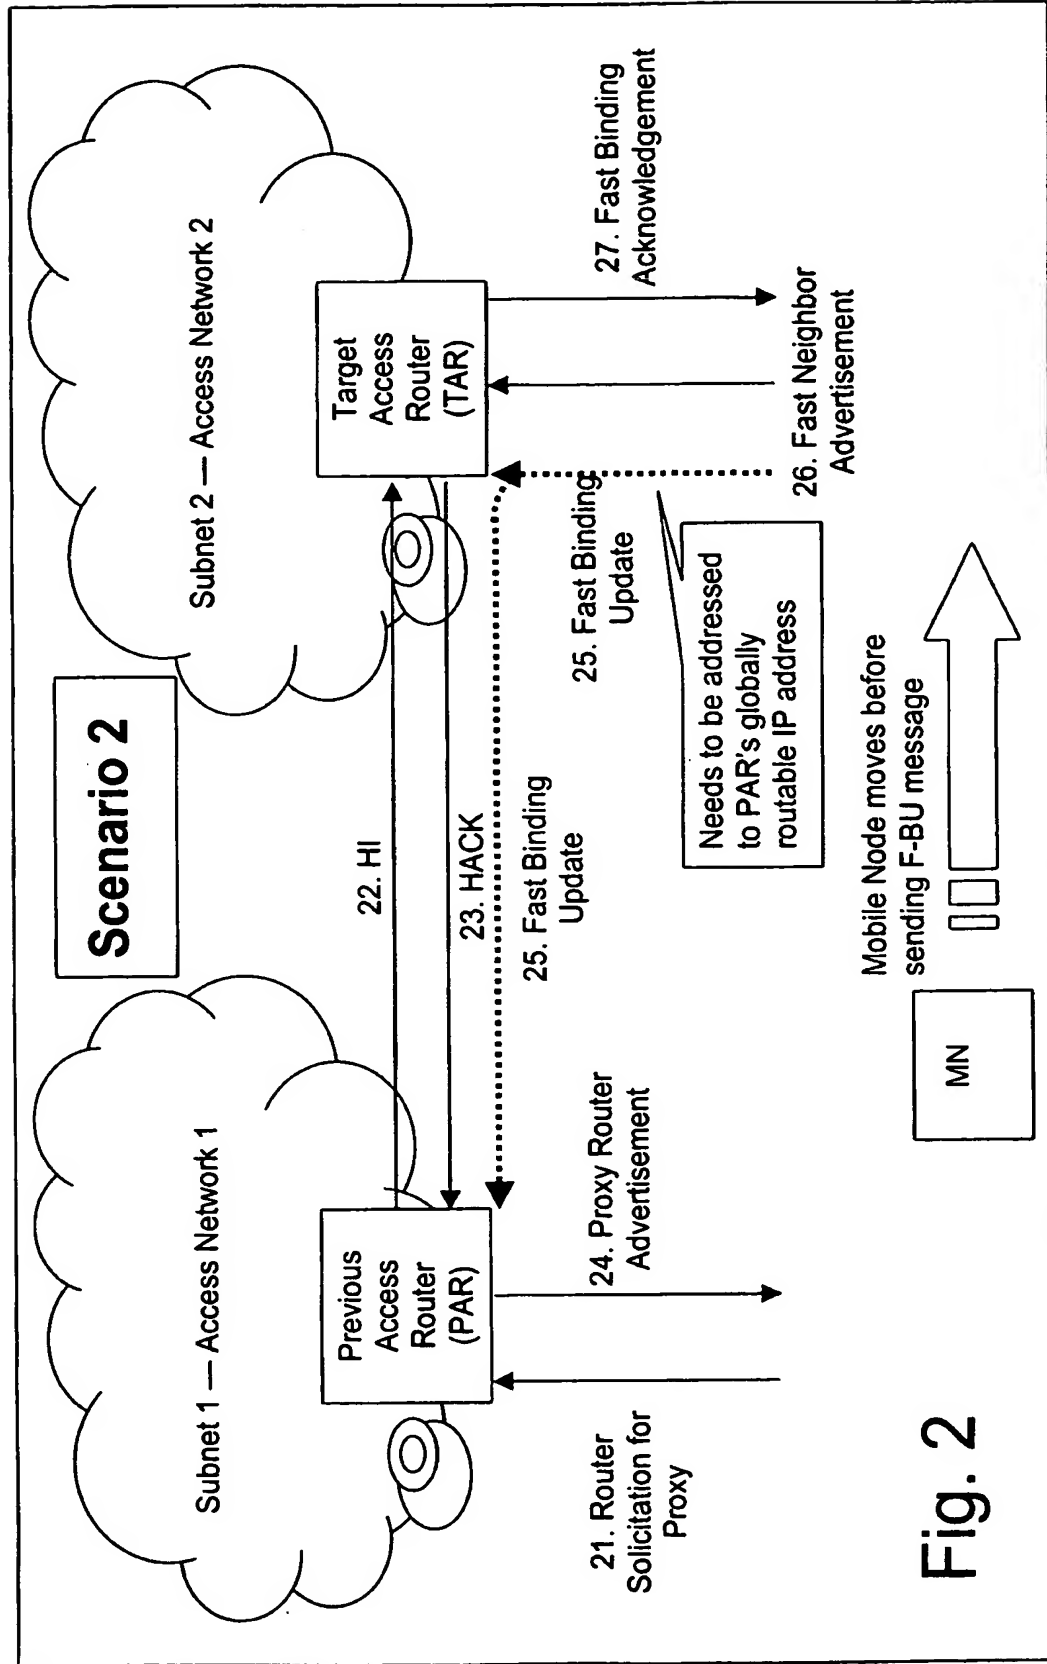 Scenario 2
Subnet 1 — Access Network 1
Subnet 2 — Access Network 2
Previous
Access
Router
(PAR)
Target
Access
Router
(TAR)
22. HI
23. HACK
25. Fast Binding
Update
25. Fast Binding
Update
21. Router
Solicitation for
Proxy
24. Proxy Router
Advertisement
27. Fast Binding
Acknowledgement
26. Fast Neighbor
Advertisement
Needs to be addressed
to PAR's globally
routable IP address
Mobile Node moves before
sending F-BU message
MN
Fig. 2